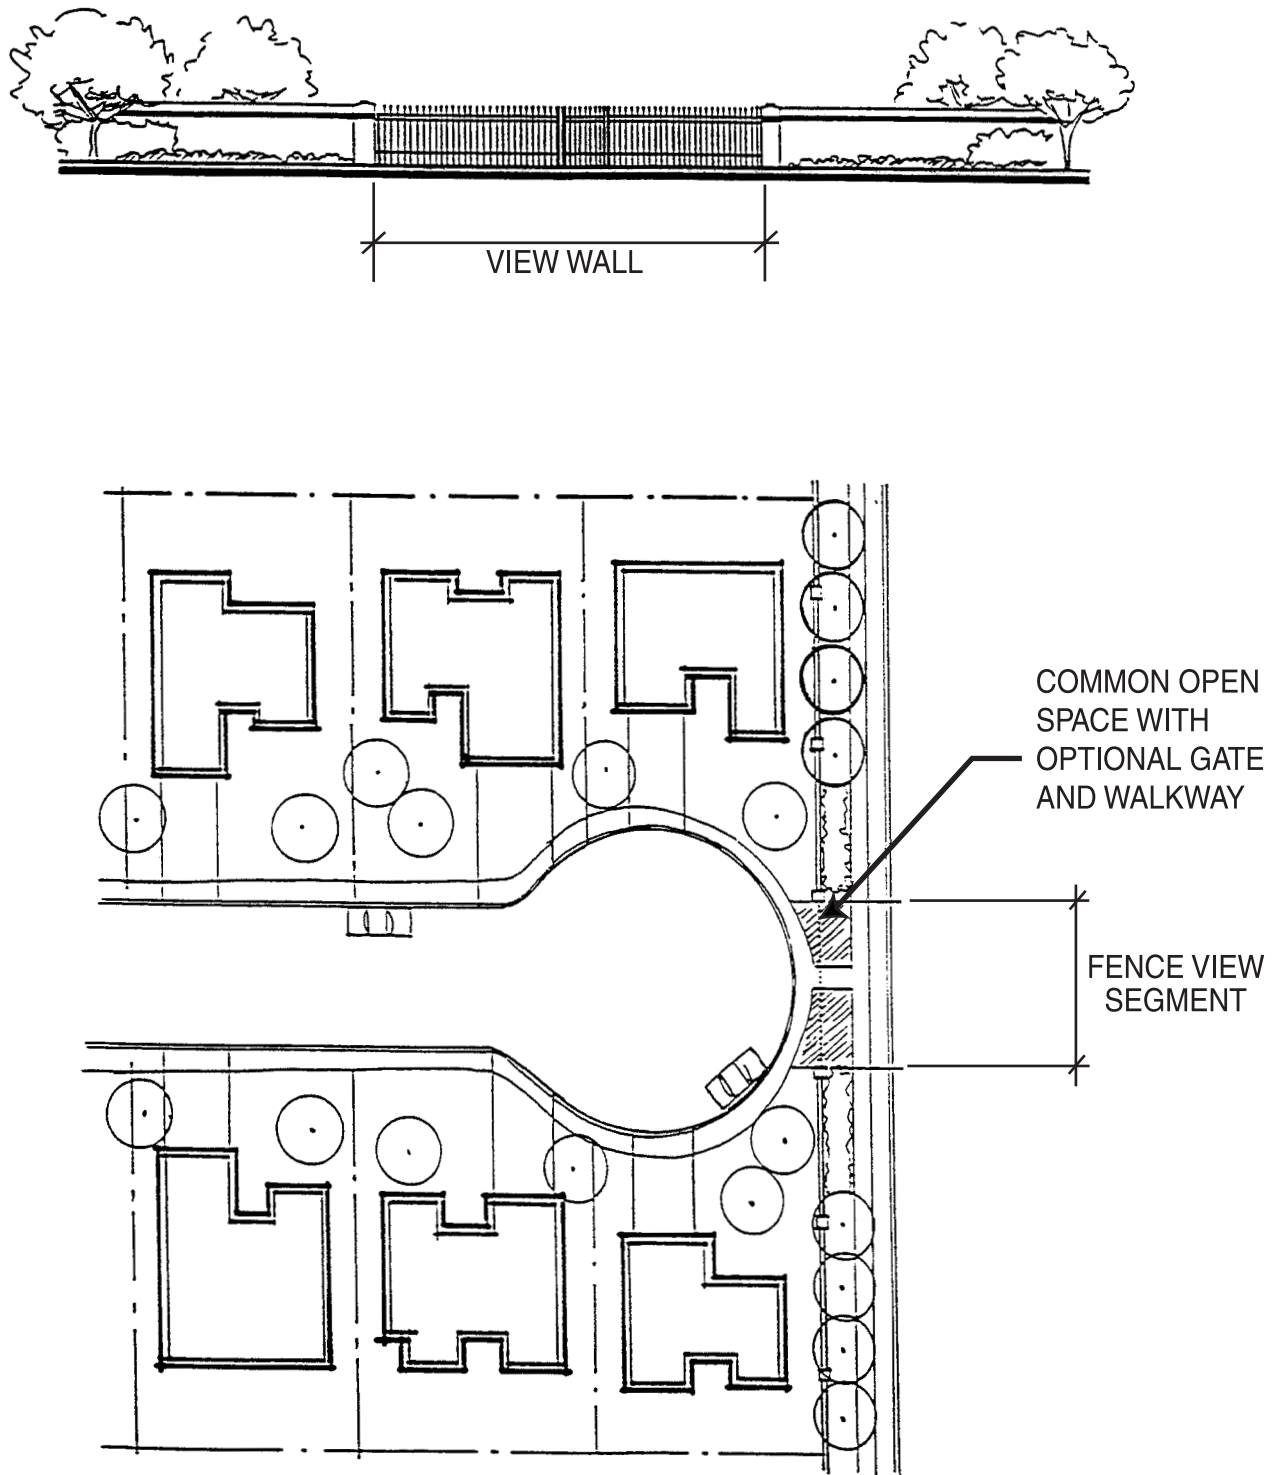 VIEW WALL
COMMON OPEN
SPACE WITH
OPTIONAL GATE
AND WALKWAY
FENCE VIEW
SEGMENT